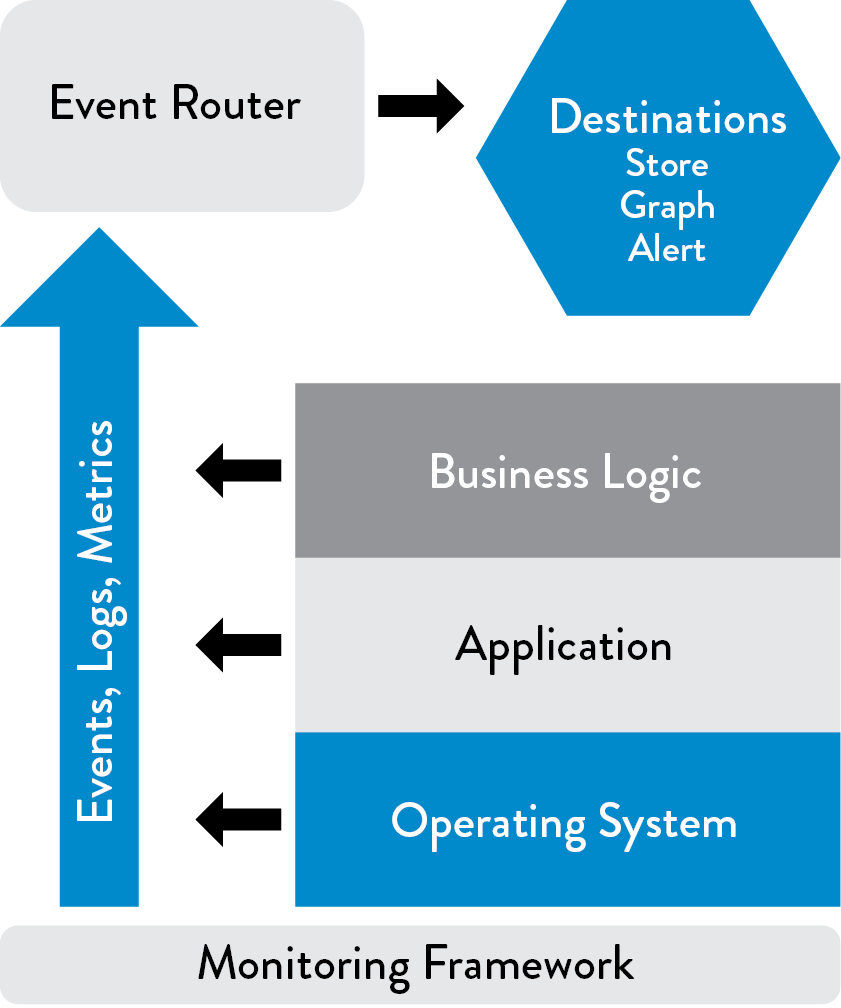 Event Router
Destinations
Store
Graph
Alert
Events, Logs, Metrics
Business Logic
Application
Operating System
Monitoring Framework